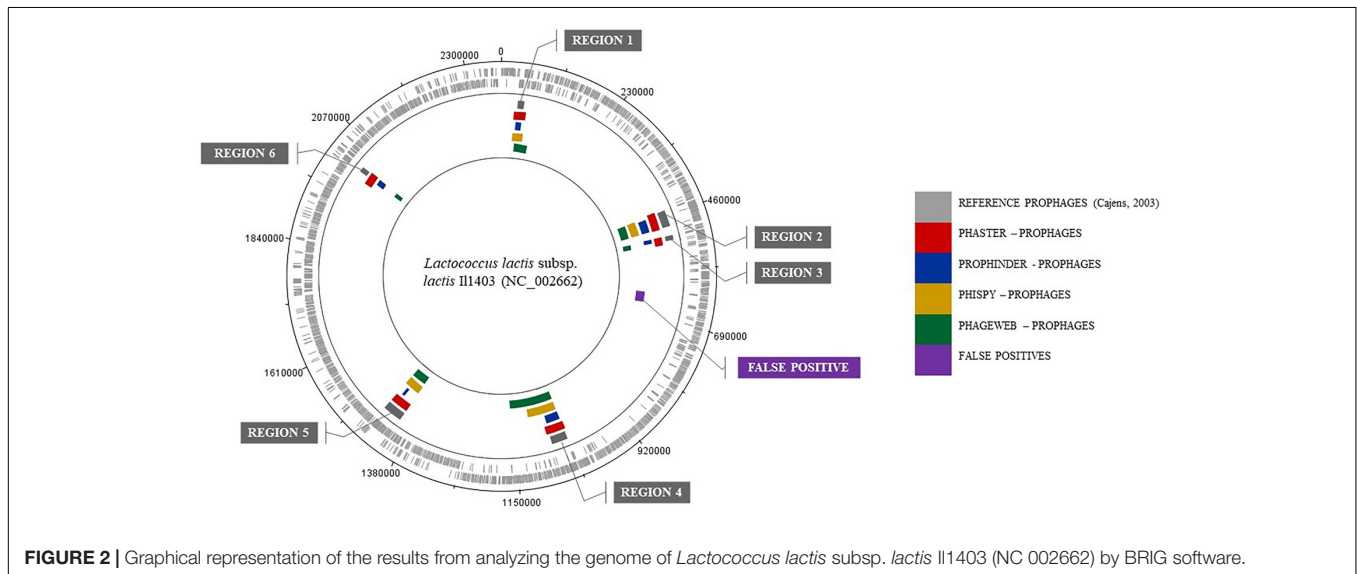 REGION 1
0
2300000
230000
2070000
REGION 6
460000
1840000
REGION 2
REGION 3
Lactococcus lactis subsp.
lactis Il1403 (NC_002662)
690000
FALSE POSITIVE
1610000
REGION 5
920000
1380000
REGION 4
1150000
REFERENCE PROPHAGES (Cajens, 2003)
PHASTER – PROPHAGES
PROPHINDER - PROPHAGES
PHISPY – PROPHAGES
PHAGEWEB – PROPHAGES
FALSE POSITIVES
FIGURE 2 | Graphical representation of the results from analyzing the genome of Lactococcus lactis subsp. lactis Il1403 (NC 002662) by BRIG software.